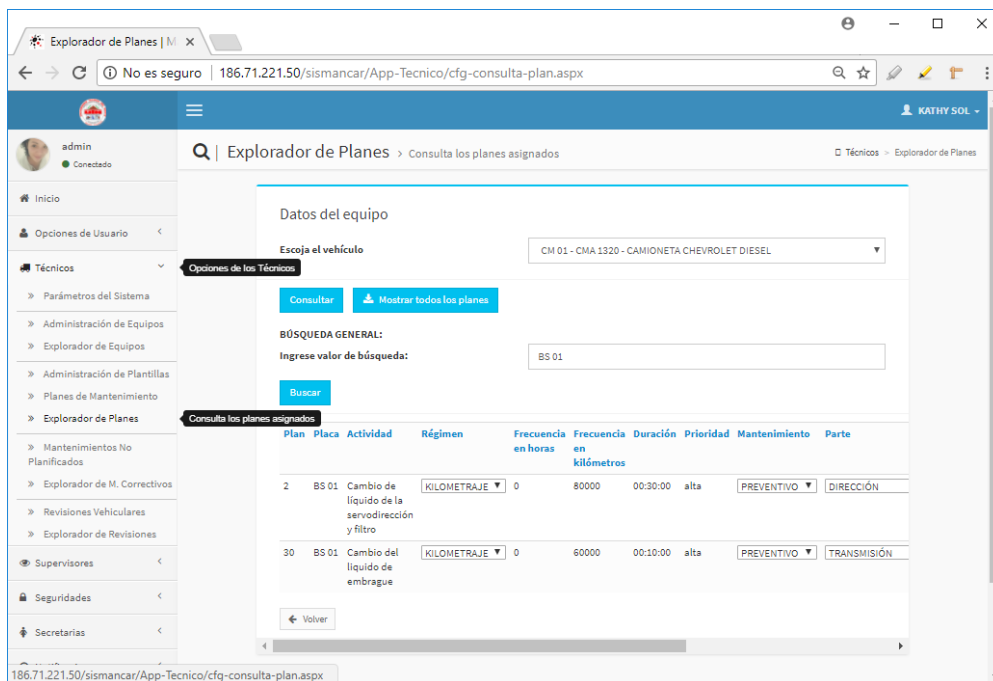 Explorador de Planes | M
No es seguro | 186.71.221.50/sismancar/App-Tecnico/cfg-consulta-plan.aspx
KATHY SOL
admin
Conectado
Explorador de Planes > Consulta los planes asignados
Técnicos > Explorador de Planes
Inicio
Opciones de Usuario
Técnicos
Opciones de los Técnicos
» Parámetros del Sistema
» Administración de Equipos
» Explorador de Equipos
» Administración de Plantillas
» Planes de Mantenimiento
» Explorador de Planes
Consulta los planes asignados
» Mantenimientos No
Planificados
» Explorador de M. Correctivos
» Revisiones Vehiculares
» Explorador de Revisiones
Supervisores
Seguridades
Secretarias
186.71.221.50/sismancar/App-Tecnico/cfg-consulta-plan.aspx
Datos del equipo
Escoja el vehículo
CM 01 - CMA 1320 - CAMIONETA CHEVROLET DIESEL
Consultar
Mostrar todos los planes
BÚSQUEDA GENERAL:
Ingrese valor de búsqueda:
BS 01
Buscar
Plan Placa Actividad Régimen Frecuencia Frecuencia Duración Prioridad Mantenimiento Parte
en horas en
kilómetros
2 BS 01 Cambio de KILOMETRAJE 0 80000 00:30:00 alta PREVENTIVO DIRECCIÓN
líquido de la
servodirección
y filtro
30 BS 01 Cambio del KILOMETRAJE 0 60000 00:10:00 alta PREVENTIVO TRANSMISIÓN
liquido de
embrague
Volver